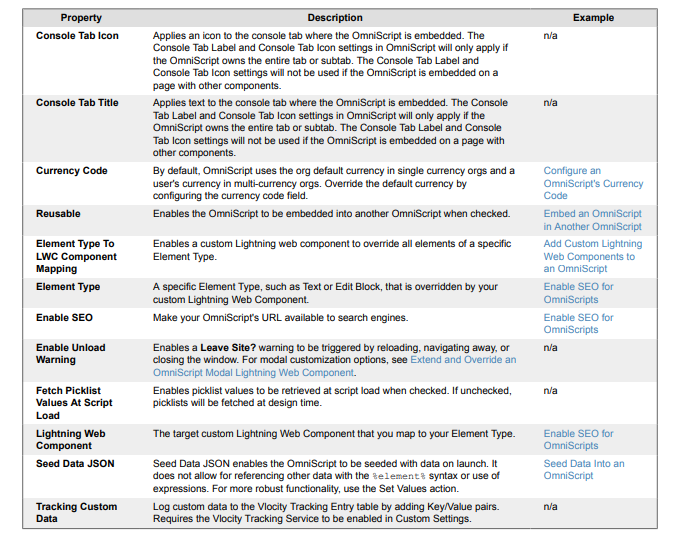 Property Description Example
Console Tab Icon Applies an icon to the console tab where the OmniScript is embedded. The n/a
Console Tab Label and Console Tab Icon settings in OmniScript will only apply if
the OmniScript owns the entire tab or subtab. The Console Tab Label and
Console Tab Icon settings will not be used if the OmniScript is embedded on a
page with other components.
Console Tab Title Applies text to the console tab where the OmniScript is embedded. The Console n/a
Tab Label and Console Tab Icon settings in OmniScript will only apply if the
OmniScript owns the entire tab or subtab. The Console Tab Label and Console
Tab Icon settings will not be used if the OmniScript is embedded on a page with
other components.
Currency Code By default, OmniScript uses the org default currency in single currency orgs and a Configure an
user's currency in multi-currency orgs. Override the default currency by OmniScript's Currency
configuring the currency code field. Code
Reusable Enables the OmniScript to be embedded into another OmniScript when checked. Embed an OmniScript
in Another OmniScript
Element Type To Enables a custom Lightning web component to override all elements of a specific Add Custom Lightning
LWC Component Element Type. Web Components to
Mapping an OmniScript
Element Type A specific Element Type, such as Text or Edit Block, that is overridden by your Enable SEO for
custom Lightning Web Component. OmniScripts
Enable SEO Make your OmniScript's URL available to search engines. Enable SEO for
OmniScripts
Enable Unload Enables a Leave Site? warning to be triggered by reloading, navigating away, or n/a
Warning closing the window. For modal customization options, see Extend and Override an
OmniScript Modal Lightning Web Component.
Fetch Picklist Enables picklist values to be retrieved at script load when checked. If unchecked, n/a
Values At Script picklists will be fetched at design time.
Load
Lightning Web The target custom Lightning Web Component that you map to your Element Type. Enable SEO for
Component OmniScripts
Seed Data JSON Seed Data JSON enables the OmniScript to be seeded with data on launch. It Seed Data Into an
does not allow for referencing other data with the %element% syntax or use of OmniScript
expressions. For more robust functionality, use the Set Values action.
Tracking Custom Log custom data to the Vlocity Tracking Entry table by adding Key/Value pairs. n/a
Data Requires the Vlocity Tracking Service to be enabled in Custom Settings.